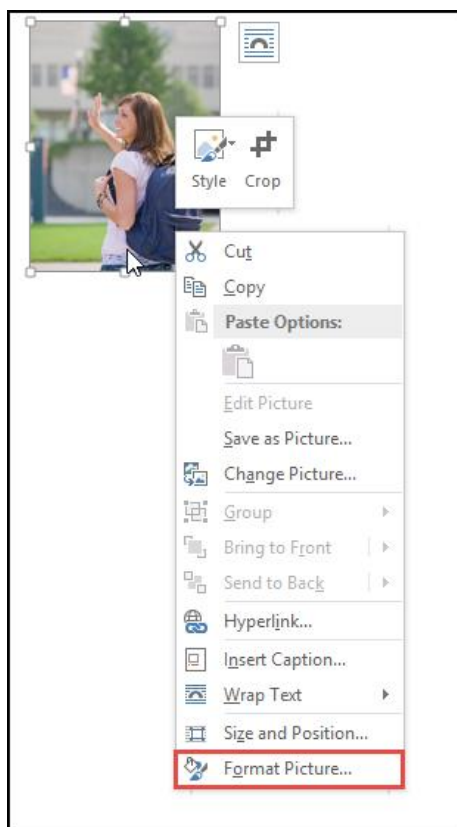 Style Crop
Cut
Copy
Paste Options:
Edit Picture
Save as Picture...
Change Picture...
Group
Bring to Front
Send to Back
Hyperlink...
Insert Caption...
Wrap Text
Size and Position...
Format Picture...